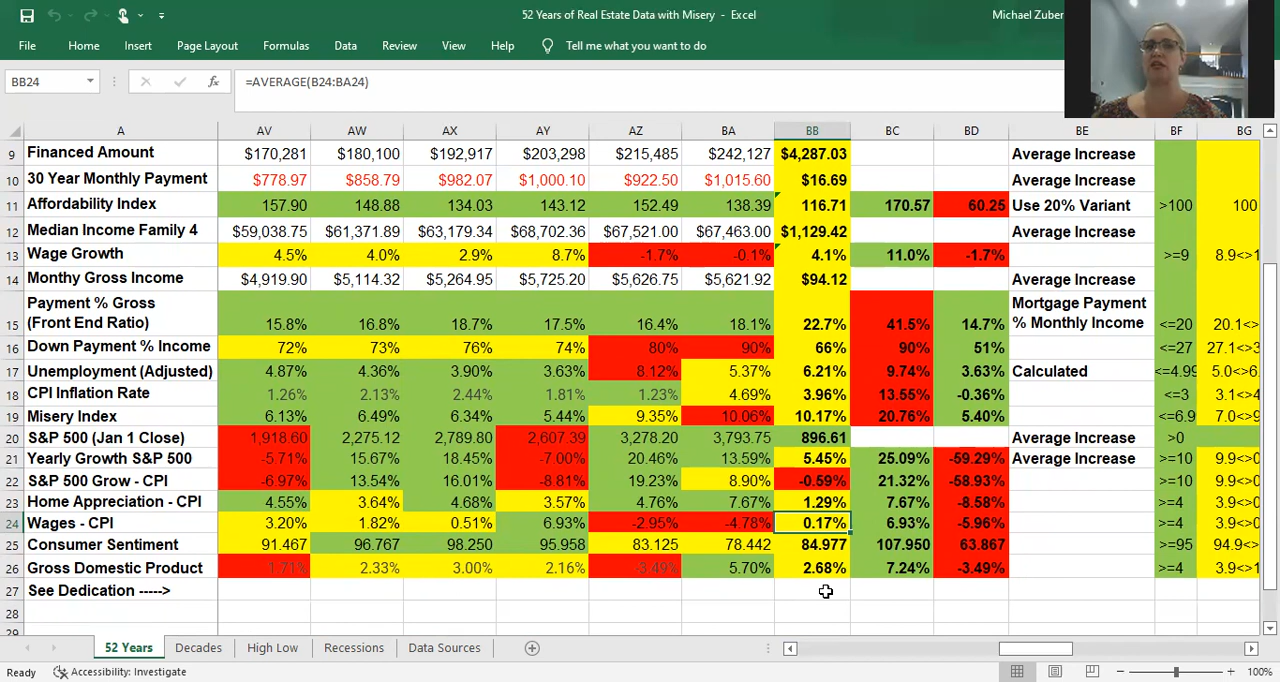 52 Years of Real Estate Data with Misery - Excel Michael Zuber
File Home Insert Page Layout Formulas Data Review View Help Tell me what you want to do
BB24 fx =AVERAGE(B24:BA24)
A AV AW AX AY AZ BA BB BC BD BE BF BG
9 Financed Amount $170,281 $180,100 $192,917 $203,298 $215,485 $242,127 $4,287.03 Average Increase
10 30 Year Monthly Payment $778.97 $858.79 $982.07 $1,000.10 $922.50 $1,015.60 $16.69 Average Increase
11 Affordability Index 157.90 148.88 134.03 143.12 152.49 138.39 116.71 170.57 60.25 Use 20% Variant >100 100
12 Median Income Family 4 $59,038.75 $61,371.89 $63,179.34 $68,702.36 $67,521.00 $67,463.00 $1,129.42 Average Increase
13 Wage Growth 4.5% 4.0% 2.9% 8.7% -1.7% -0.1% 4.1% 11.0% -1.7% >=9 8.9<>1
14 Monthy Gross Income $4,919.90 $5,114.32 $5,264.95 $5,725.20 $5,626.75 $5,621.92 $94.12 Average Increase
Payment % Gross Mortgage Payment
15 (Front End Ratio) 15.8% 16.8% 18.7% 17.5% 16.4% 18.1% 22.7% 41.5% 14.7% % Monthly Income <=20 20.1<>
16 Down Payment % Income 72% 73% 76% 74% 80% 90% 66% 90% 51% <=27 27.1<>3
17 Unemployment (Adjusted) 4.87% 4.36% 3.90% 3.63% 8.12% 5.37% 6.21% 9.74% 3.63% Calculated <=4.99 5.0<>6.
18 CPI Inflation Rate 1.26% 2.13% 2.44% 1.81% 1.23% 4.69% 3.96% 13.55% -0.36% <=3 3.1<>4
19 Misery Index 6.13% 6.49% 6.34% 5.44% 9.35% 10.06% 10.17% 20.76% 5.40% <=6.9 7.0<>9
20 S&P 500 (Jan 1 Close) 1,918.60 2,275.12 2,789.80 2,607.39 3,278.20 3,793.75 896.61 Average Increase >0
21 Yearly Growth S&P 500 -5.71% 15.67% 18.45% -7.00% 20.46% 13.59% 5.45% 25.09% -59.29% Average Increase >=10 9.9<>0
22 S&P 500 Grow - CPI -6.97% 13.54% 16.01% -8.81% 19.23% 8.90% -0.59% 21.32% -58.93% >=10 9.9<>0
23 Home Appreciation - CPI 4.55% 3.64% 4.68% 3.57% 4.76% 7.67% 1.29% 7.67% -8.58% >=4 3.9<>0
24 Wages - CPI 3.20% 1.82% 0.51% 6.93% -2.95% -4.78% 0.17% 6.93% -5.96% >=4 3.9<>0
25 Consumer Sentiment 91.467 96.767 98.250 95.958 83.125 78.442 84.977 107.950 63.867 >=95 94.9<>
26 Gross Domestic Product 1.71% 2.33% 3.00% 2.16% -3.49% 5.70% 2.68% 7.24% -3.49% >=4 3.9<>1
27 See Dedication ----->
28
29
52 Years Decades High Low Recessions Data Sources
Ready Accessibility: Investigate 100%